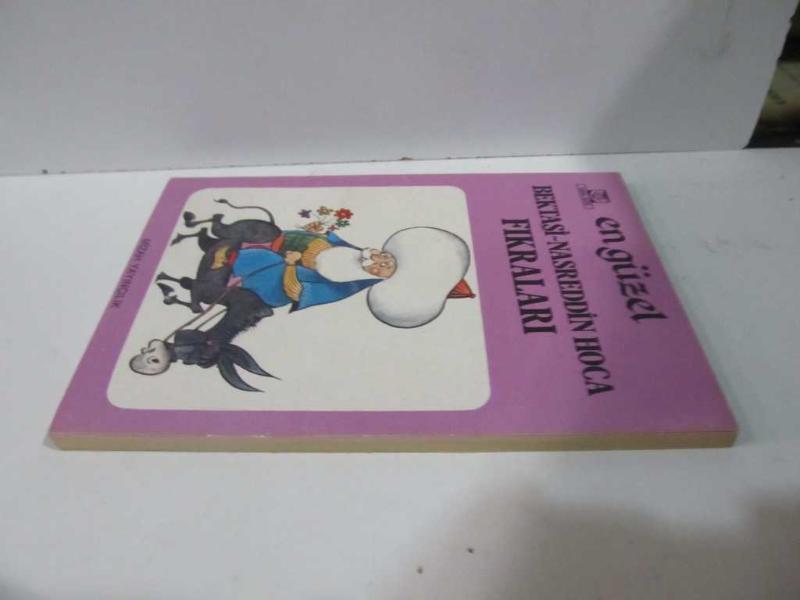 en güzel
BEKTAŞİ-NASREDDİN HOCA
FIKRALARI